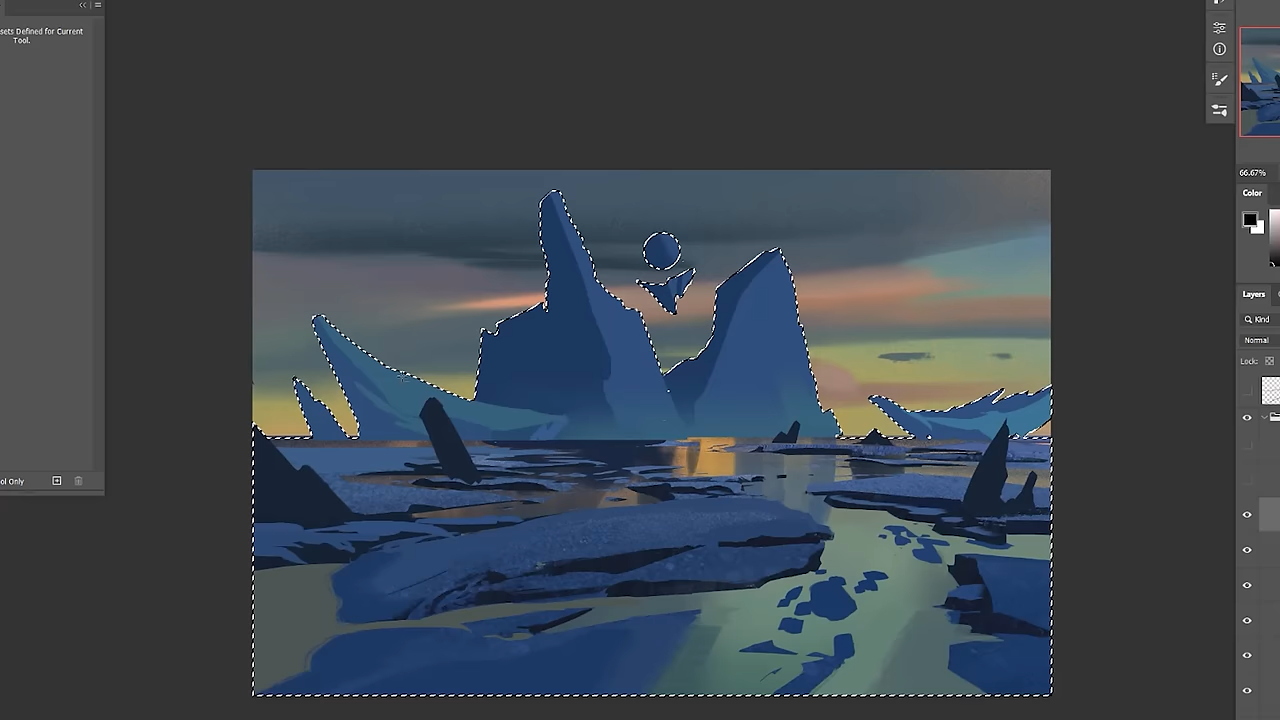 sets Defined for Current
Tool.
ol Only
66.67%
Color
Layers
Kind
Normal
Lock: